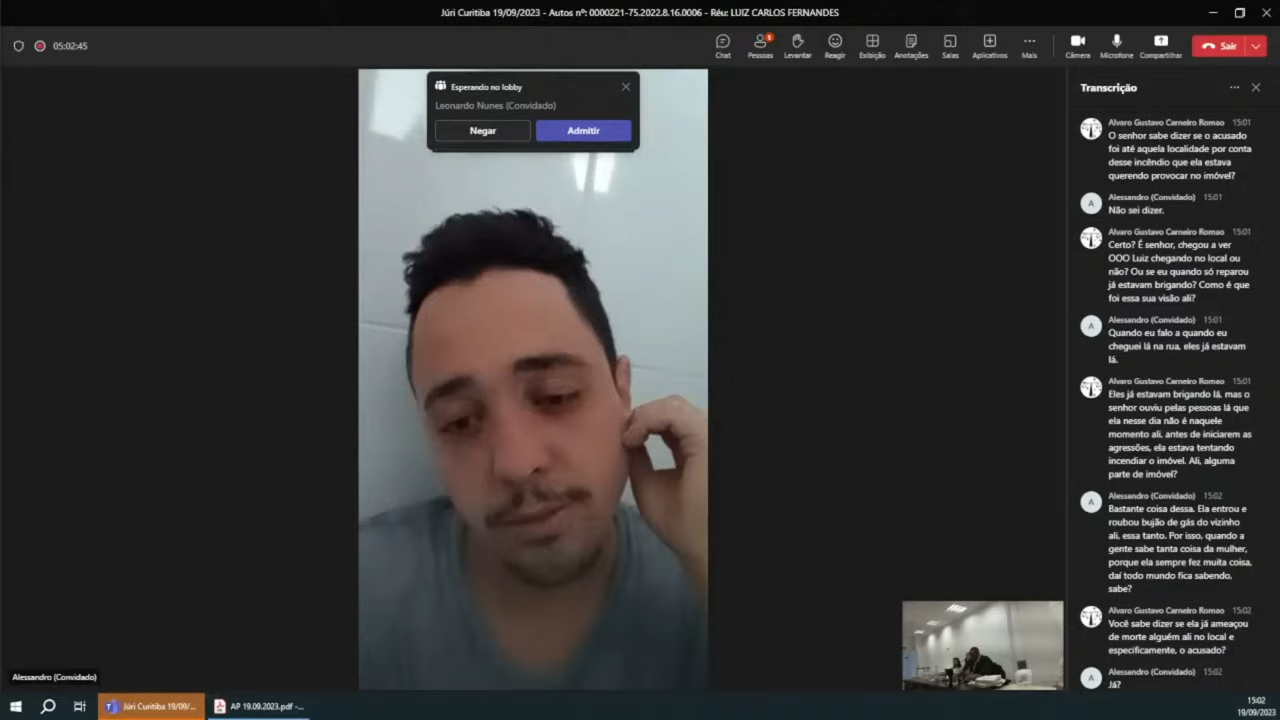 Júri Curitiba 19/09/2023 - Autos nº: 0000221-75.2022.8.16.0006 - Réu: LUIZ CARLOS FERNANDES
05:02:45
Chat
Pessoas
1
Levantar
Reagir
Exibição
Anotações
Salas
Aplicativos
Mais
Câmera
Microfone
Compartilhar
Sair
Esperando no lobby
Leonardo Nunes (Convidado)
Negar
Admitir
Transcrição
Alvaro Gustavo Carneiro Romao 15:01
O senhor sabe dizer se o acusado
foi até aquela localidade por conta
desse incêndio que ela estava
querendo provocar no imóvel?
A
Alessandro (Convidado) 15:01
Não sei dizer.
Alvaro Gustavo Carneiro Romao 15:01
Certo? É senhor, chegou a ver
OOO Luiz chegando no local ou
não? Ou se eu quando só reparou
já estavam brigando? Como é que
foi essa sua visão ali?
A
Alessandro (Convidado) 15:01
Quando eu falo a quando eu
cheguei lá na rua, eles já estavam
lá.
Alvaro Gustavo Carneiro Romao 15:01
Eles já estavam brigando lá, mas o
senhor ouviu pelas pessoas lá que
ela nesse dia não é naquele
momento ali, antes de iniciarem as
agressões, ela estava tentando
incendiar o imóvel. Ali, alguma
parte de imóvel?
A
Alessandro (Convidado) 15:02
Bastante coisa dessa. Ela entrou e
roubou bujão de gás do vizinho
ali, essa tanto. Por isso, quando a
gente sabe tanta coisa da mulher,
porque ela sempre fez muita coisa,
daí todo mundo fica sabendo,
sabe?
Alvaro Gustavo Carneiro Romao 15:02
Você sabe dizer se ela já ameaçou
de morte alguém ali no local e
especificamente, o acusado?
A
Alessandro (Convidado) 15:02
Já?
Alessandro (Convidado)
Júri Curitiba 19/09/...
AP 19.09.2023.pdf -...
15:02
19/09/2023